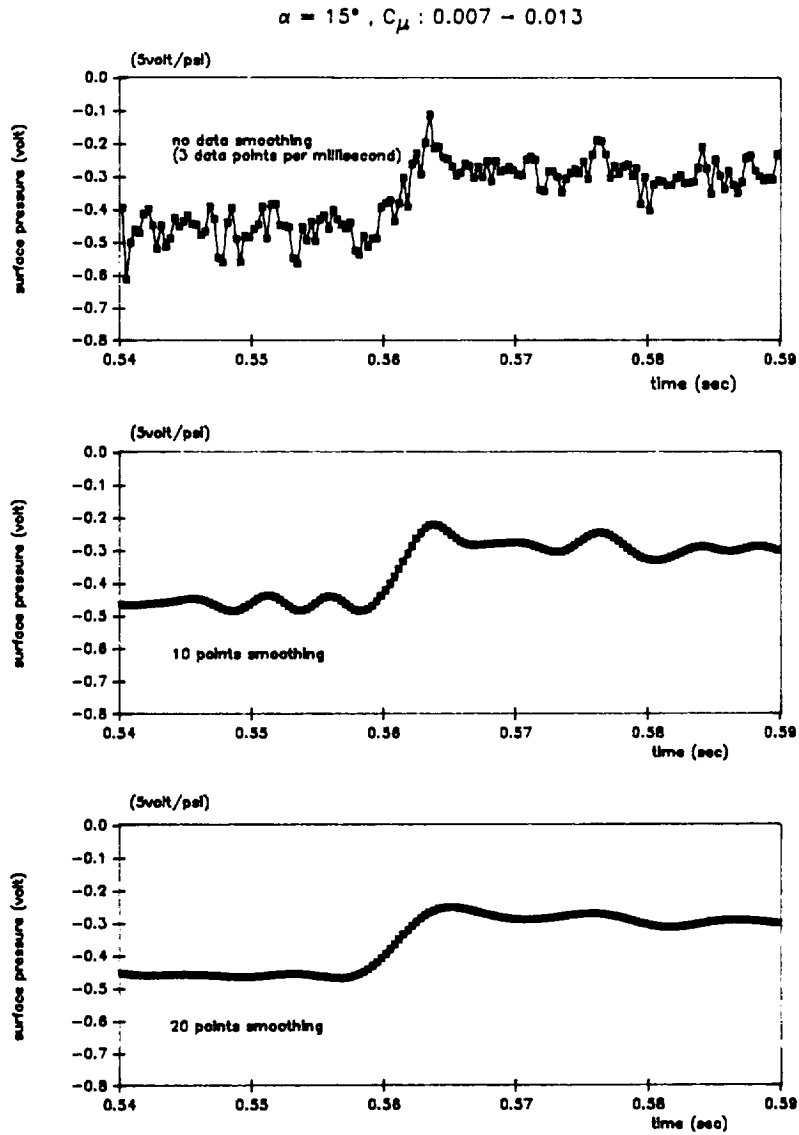 α = 15° , Cμ : 0.007 – 0.013
(5volt/psi)
0.0
-0.1
-0.2
-0.3
-0.4
-0.5
-0.6
-0.7
-0.8
surface pressure (volt)
no data smoothing
(3 data points per millisecond)
0.54 0.55 0.56 0.57 0.58 0.59
time (sec)
(5volt/psi)
0.0
-0.1
-0.2
-0.3
-0.4
-0.5
-0.6
-0.7
-0.8
surface pressure (volt)
10 points smoothing
0.54 0.55 0.56 0.57 0.58 0.59
time (sec)
(5volt/psi)
0.0
-0.1
-0.2
-0.3
-0.4
-0.5
-0.6
-0.7
-0.8
surface pressure (volt)
20 points smoothing
0.54 0.55 0.56 0.57 0.58 0.59
time (sec)